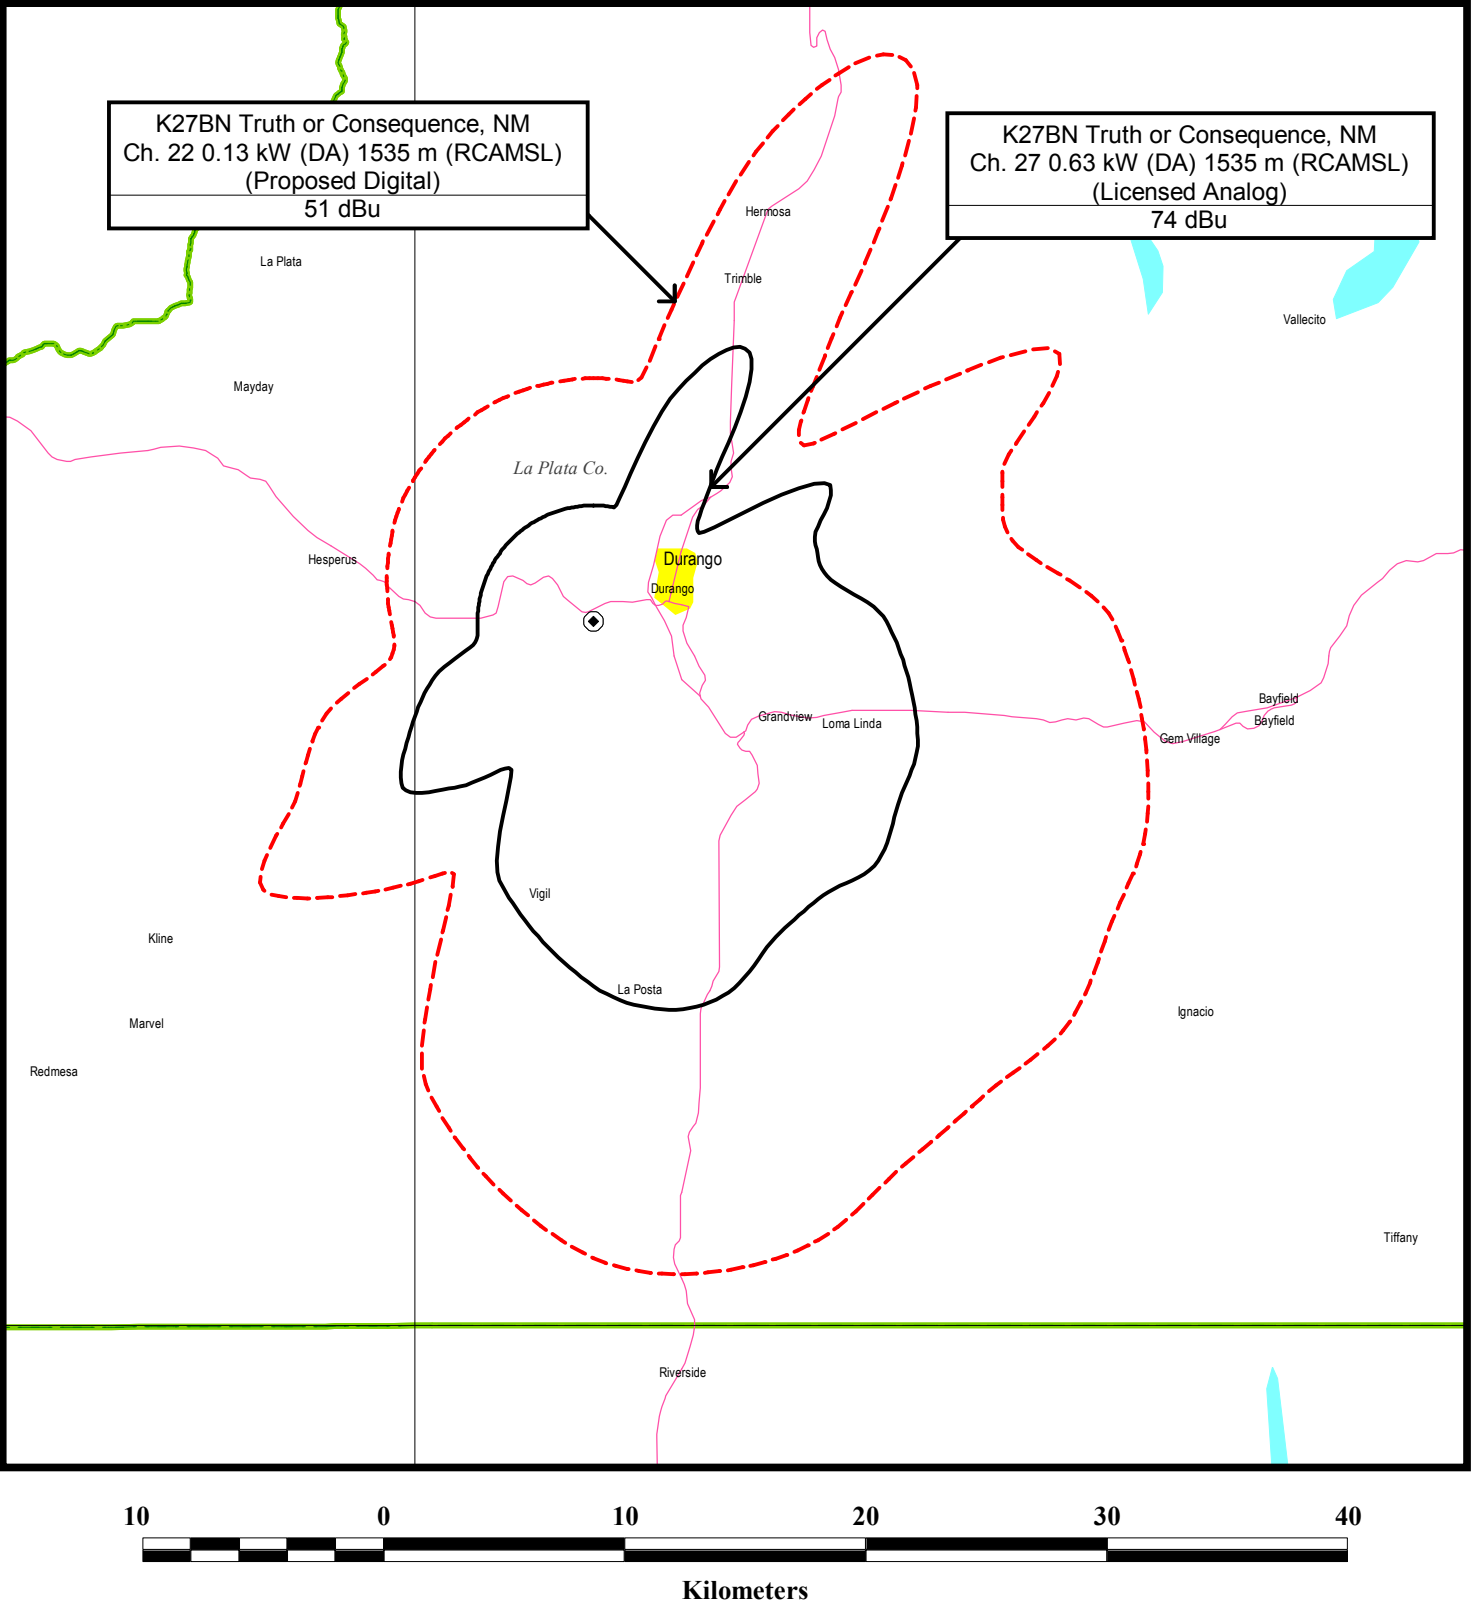 K27BN Truth or Consequence, NM
Ch. 22 0.13 kW (DA) 1535 m (RCAMSL)
(Proposed Digital)
51 dBu
K27BN Truth or Consequence, NM
Ch. 27 0.63 kW (DA) 1535 m (RCAMSL)
(Licensed Analog)
74 dBu
Hermosa
La Plata
Trimble
Vallecito
Mayday
La Plata Co.
Hesperus
Durango
Durango
Bayfield
Grandview
Loma Linda
Bayfield
Gem Village
Vigil
Kline
La Posta
Marvel
Ignacio
Redmesa
Tiffany
Riverside
10 0 10 20 30 40
Kilometers